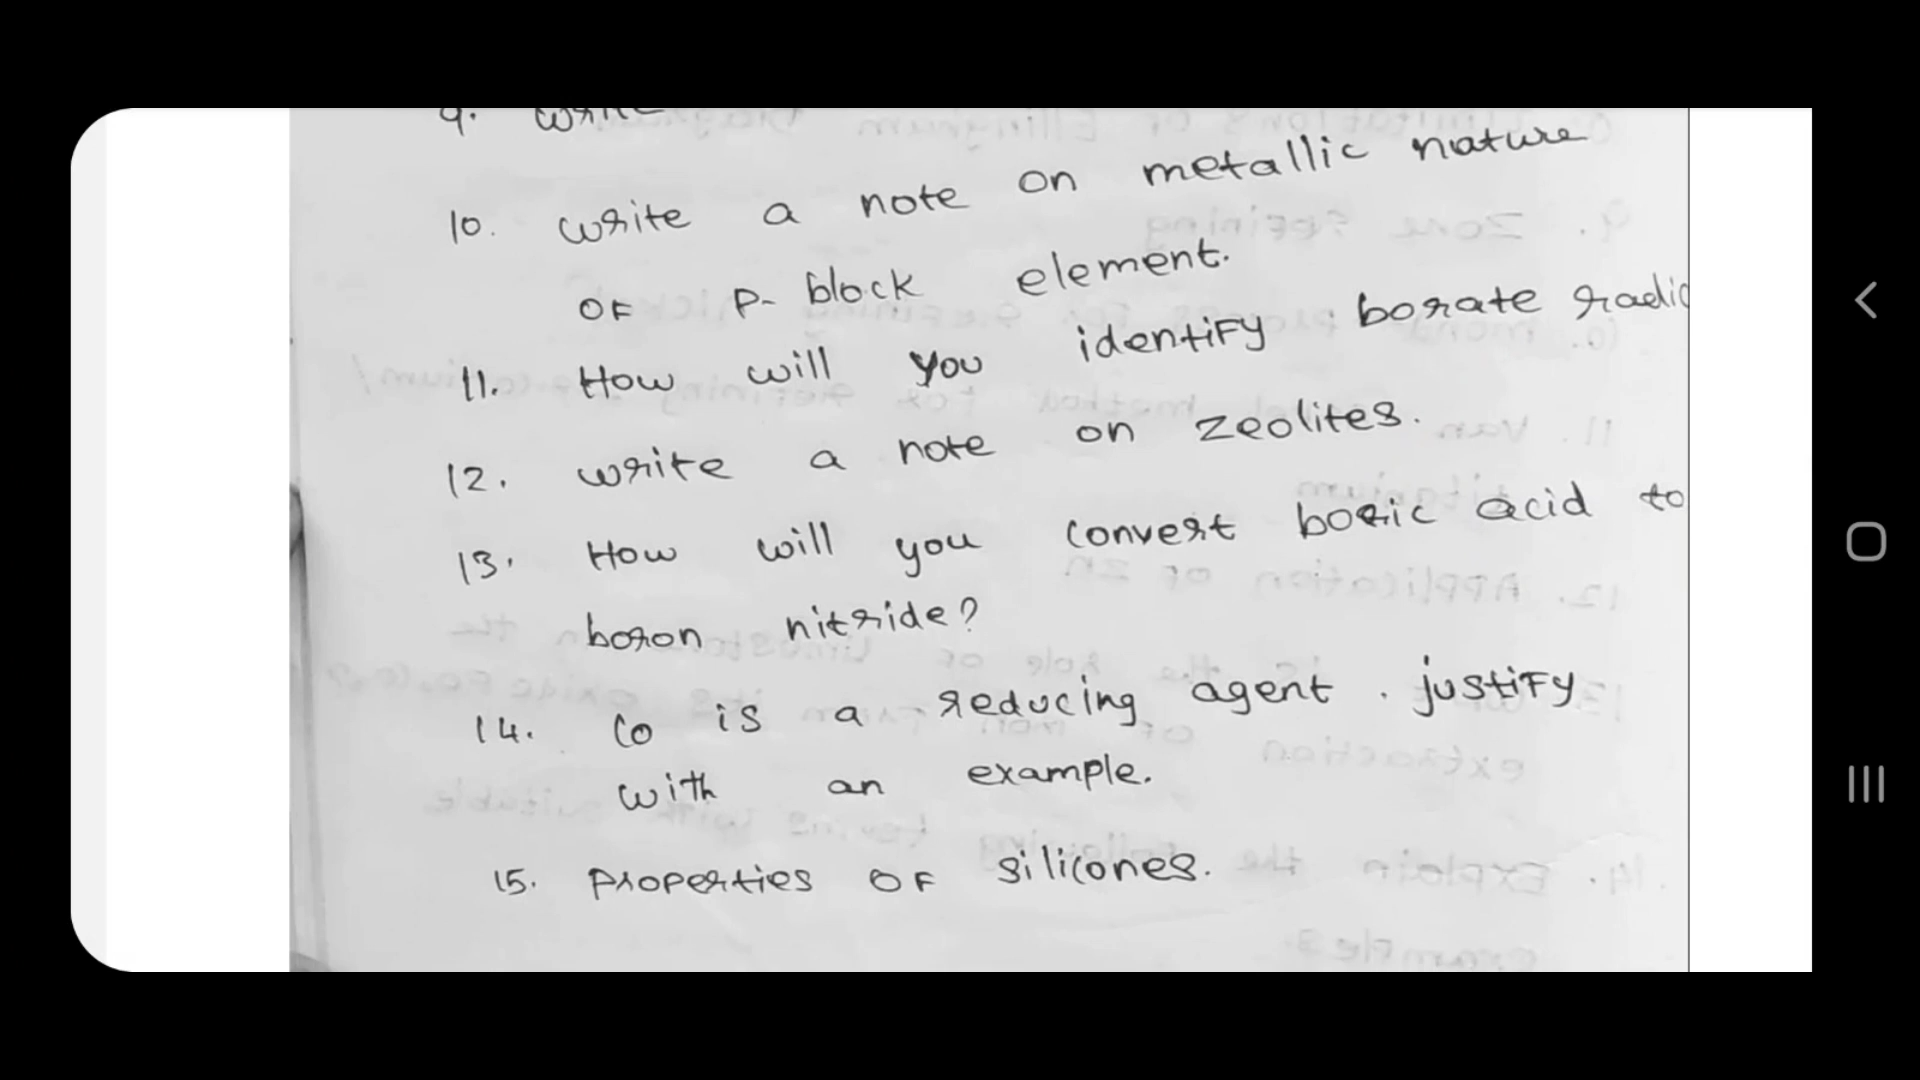 9. write
10. write a note on metallic nature
of p-block element.
11. How will you identify borate
12. write a note on zeolites.
13. How will you convert boric acid to
boron nitride?
14. Co is a reducing agent. justify
with an example.
15. properties of silicones.